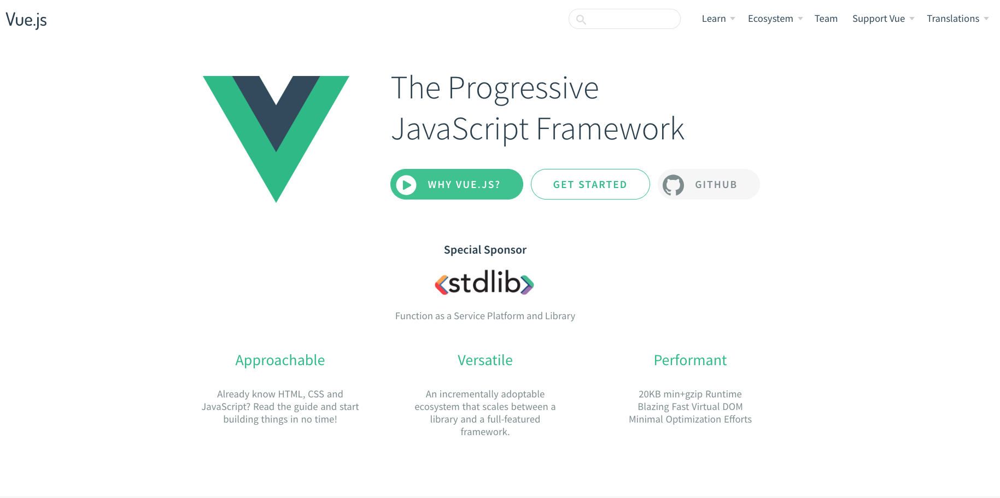 Vue.js
Learn
Ecosystem
Team
Support Vue
Translations
The Progressive
JavaScript Framework
WHY VUE.JS?
GET STARTED
GITHUB
Special Sponsor
<stdlib>
Function as a Service Platform and Library
Approachable
Already know HTML, CSS and
JavaScript? Read the guide and start
building things in no time!
Versatile
An incrementally adoptable
ecosystem that scales between a
library and a full-featured
framework.
Performant
20KB min+gzip Runtime
Blazing Fast Virtual DOM
Minimal Optimization Efforts